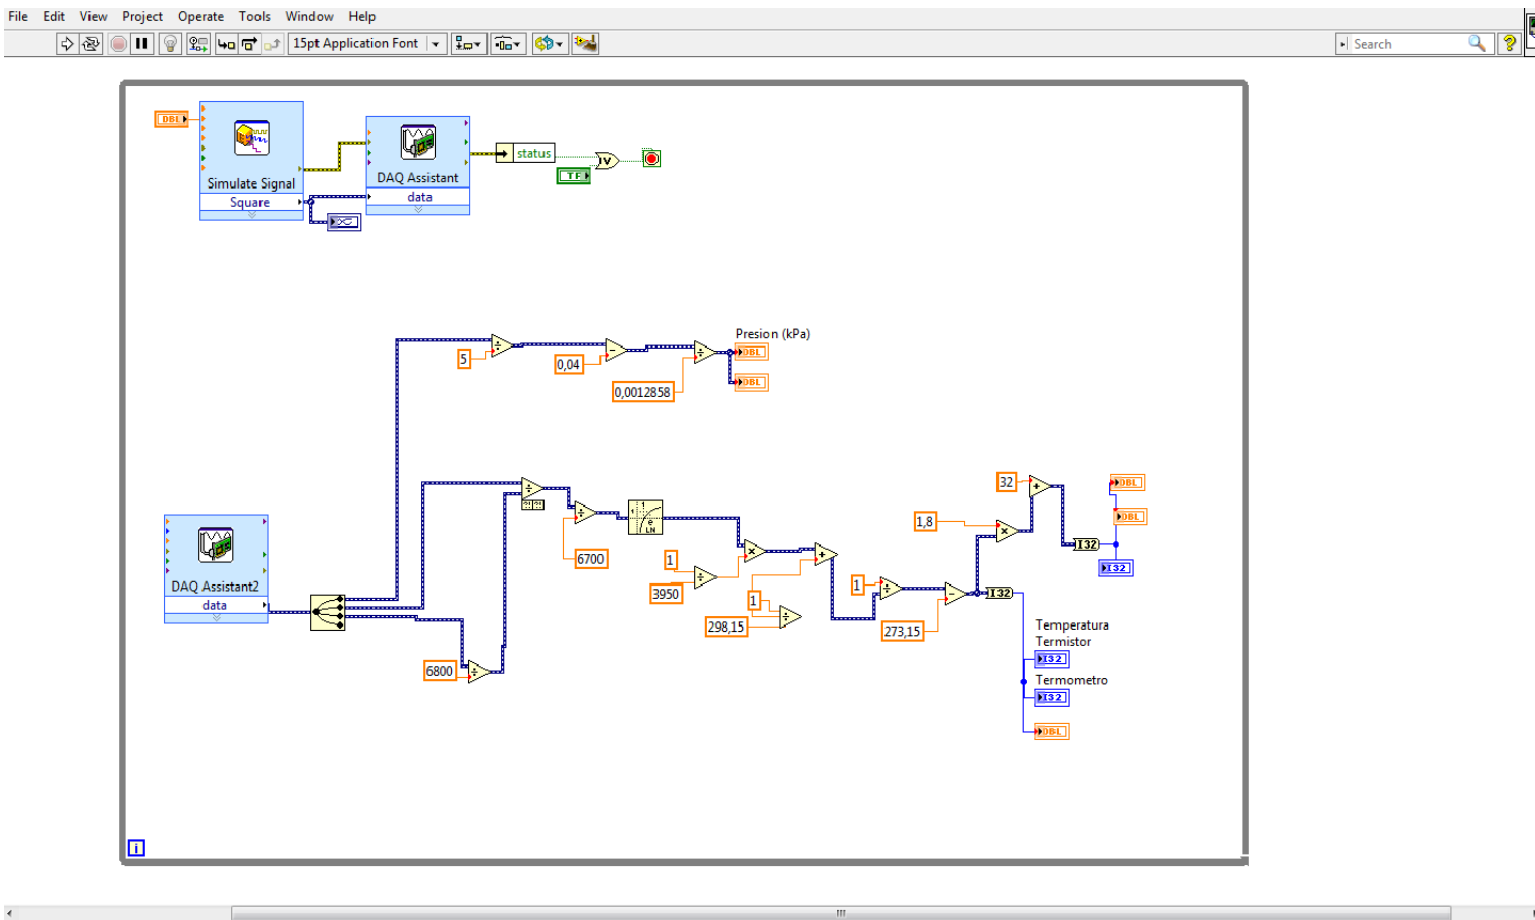 File Edit View Project Operate Tools Window Help
15pt Application Font
Search
DBL
Simulate Signal
Square
DAQ Assistant
data
status
TF
Presion (kPa)
5
0,04
0,0012858
DBL
DBL
DAQ Assistant2
data
6800
6700
LN
1
3950
1
298,15
1
273,15
1,8
32
I32
I32
DBL
DBL
I32
Temperatura
Termistor
I32
Termometro
I32
DBL
i